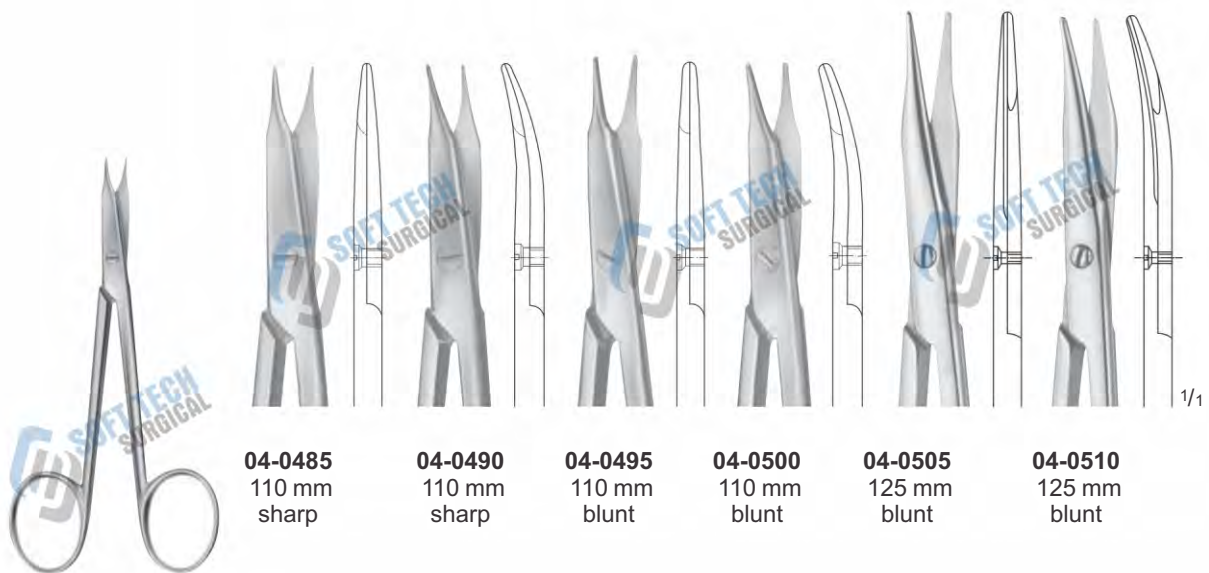 SOFT TECH
SURGICAL
SOFT TECH
SURGICAL
SOFT TECH
SURGICAL
SOFT TECH
SURGICAL
1/1
04-0485
110 mm
sharp
04-0490
110 mm
sharp
04-0495
110 mm
blunt
04-0500
110 mm
blunt
04-0505
125 mm
blunt
04-0510
125 mm
blunt